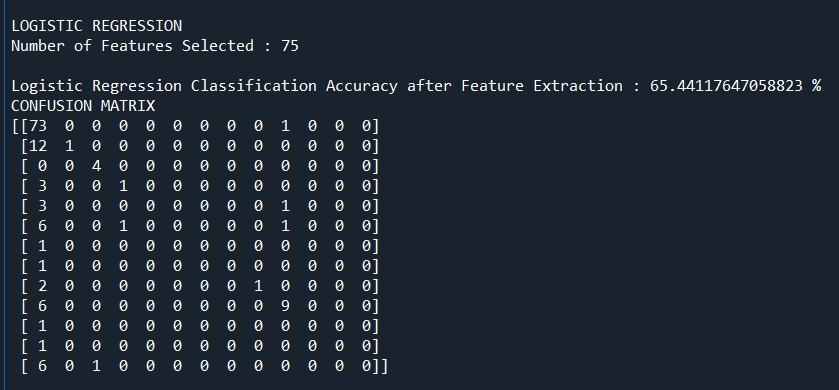 LOGISTIC REGRESSION
Number of Features Selected : 75
Logistic Regression Classification Accuracy after Feature Extraction : 65.44117647058823 %
CONFUSION MATRIX
[[73  0  0  0  0  0  0  0  0  1  0  0  0]
 [12  1  0  0  0  0  0  0  0  0  0  0  0]
 [ 0  0  4  0  0  0  0  0  0  0  0  0  0]
 [ 3  0  0  1  0  0  0  0  0  0  0  0  0]
 [ 3  0  0  0  0  0  0  0  0  1  0  0  0]
 [ 6  0  0  1  0  0  0  0  0  1  0  0  0]
 [ 1  0  0  0  0  0  0  0  0  0  0  0  0]
 [ 1  0  0  0  0  0  0  0  0  0  0  0  0]
 [ 2  0  0  0  0  0  0  0  1  0  0  0  0]
 [ 6  0  0  0  0  0  0  0  0  9  0  0  0]
 [ 1  0  0  0  0  0  0  0  0  0  0  0  0]
 [ 1  0  0  0  0  0  0  0  0  0  0  0  0]
 [ 6  0  1  0  0  0  0  0  0  0  0  0  0]]